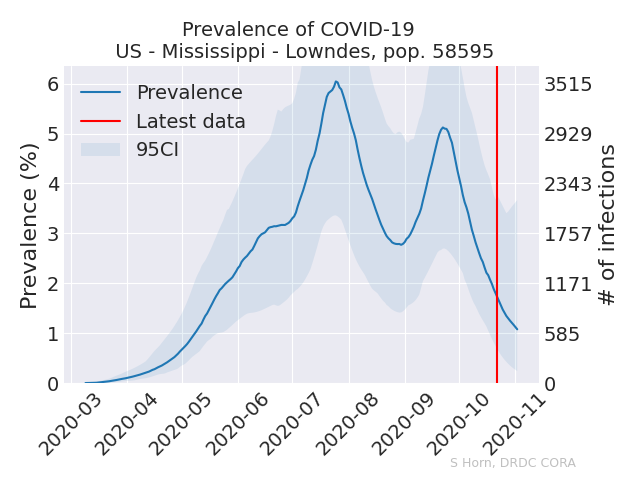 Prevalence of COVID-19
US - Mississippi - Lowndes, pop. 58595
Prevalence
Latest data
95CI
Prevalence (%)
6
5
4
3
2
1
0
3515
2929
2343
1757
1171
585
0
# of infections
2020-03
2020-04
2020-05
2020-06
2020-07
2020-08
2020-09
2020-10
2020-11
S Horn, DRDC CORA